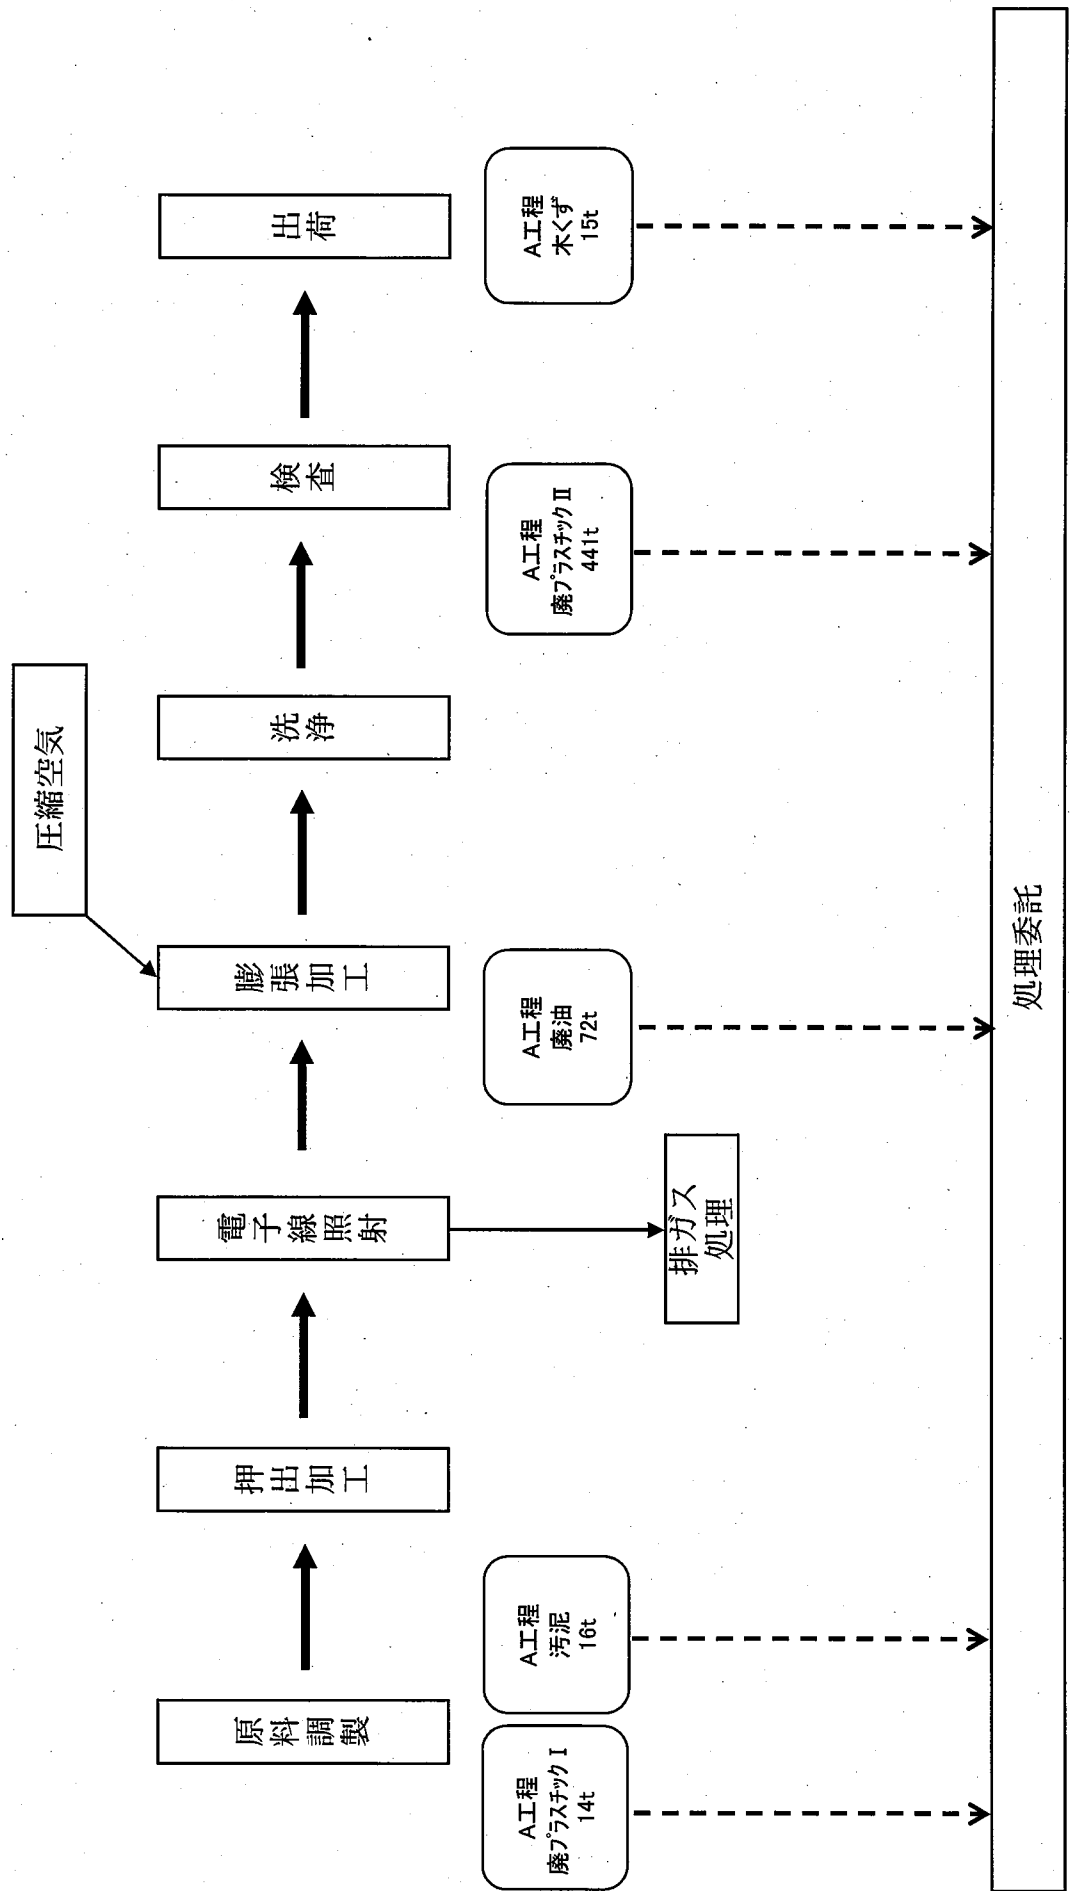 圧縮空気
原料調製
押出加工
電子線照射
膨張加工
洗浄
検査
出荷
A工程
廃プラスチックⅠ
14t
A工程
汚泥
16t
A工程
廃油
72t
A工程
廃プラスチックⅡ
441t
A工程
木くず
15t
排ガス
処理
処理委託